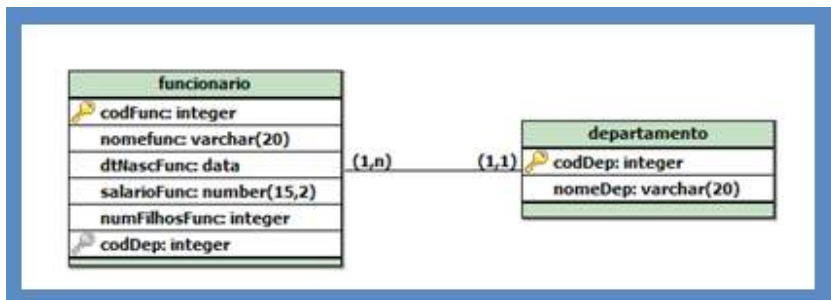 funcionario
codFunc: integer
nomefunc: varchar(20)
dtNascFunc: data
salarioFunc: number(15,2)
numFilhosFunc: integer
codDep: integer
(1,n)
(1,1)
departamento
codDep: integer
nomeDep: varchar(20)